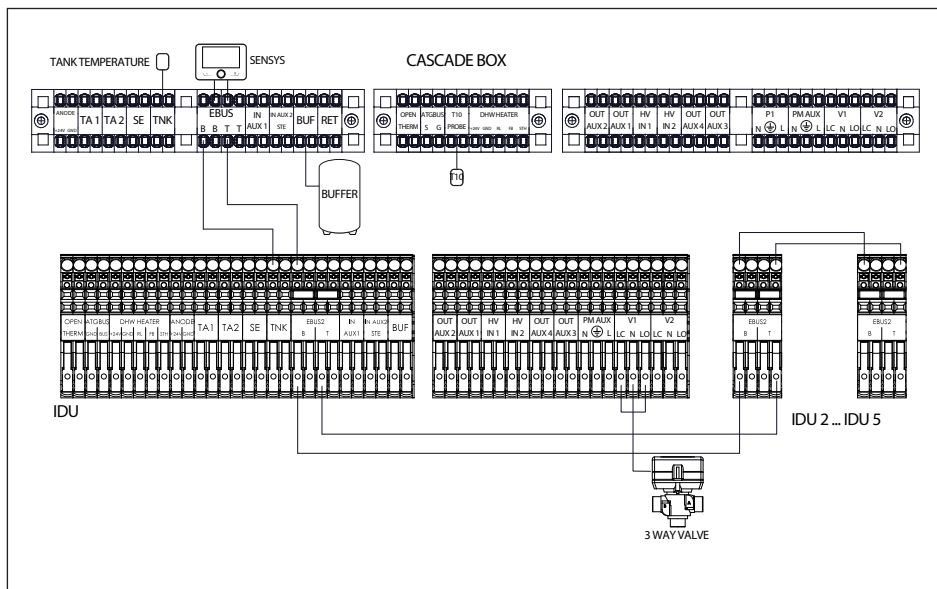 TANK TEMPERATURE
SENSYS
CASCADE BOX
ANODE
+24V GND
TA 1
TA 2
SE
TNK
EBUS
B B T T
IN
AUX 1
IN AUX 2
STE
BUF
RET
OPEN
THERM
ATGBUS
S G
T10
PROBE
DHW HEATER
+24V GND RL FB STH
OUT
AUX 2
OUT
AUX 1
HV
IN 1
HV
IN 2
OUT
AUX 4
OUT
AUX 3
P1
N L
PM AUX
N L
V1
LC N LO
V2
LC N LO
T10
BUFFER
OPEN
THERM
ATGBUS
GND BUS
DHW HEATER
+24V GND RL FB STH
ANODE
+24V GND
TA1
TA2
SE
TNK
EBUS2
B T
IN
AUX1
IN AUX2
STE
BUF
OUT
AUX 2
OUT
AUX 1
HV
IN 1
HV
IN 2
OUT
AUX 4
OUT
AUX 3
PM AUX
N L
V1
LC N LO
V2
LC N LO
EBUS2
B T
EBUS2
B T
IDU
IDU 2 ... IDU 5
3 WAY VALVE